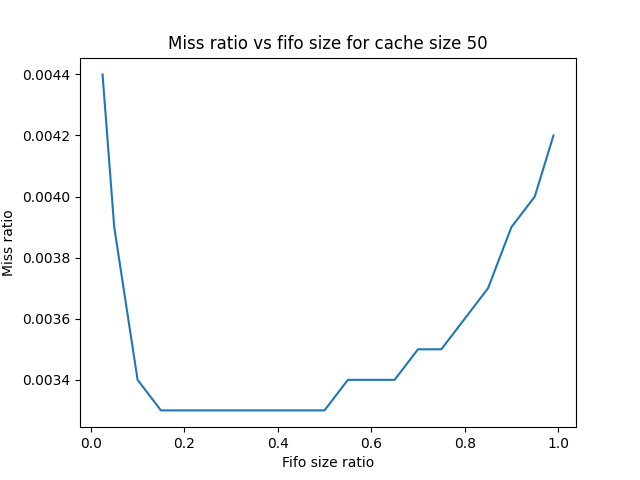 Miss ratio vs fifo size for cache size 50
0.0044
0.0042
0.0040
0.0038
0.0036
0.0034
Miss ratio
0.0 0.2 0.4 0.6 0.8 1.0
Fifo size ratio